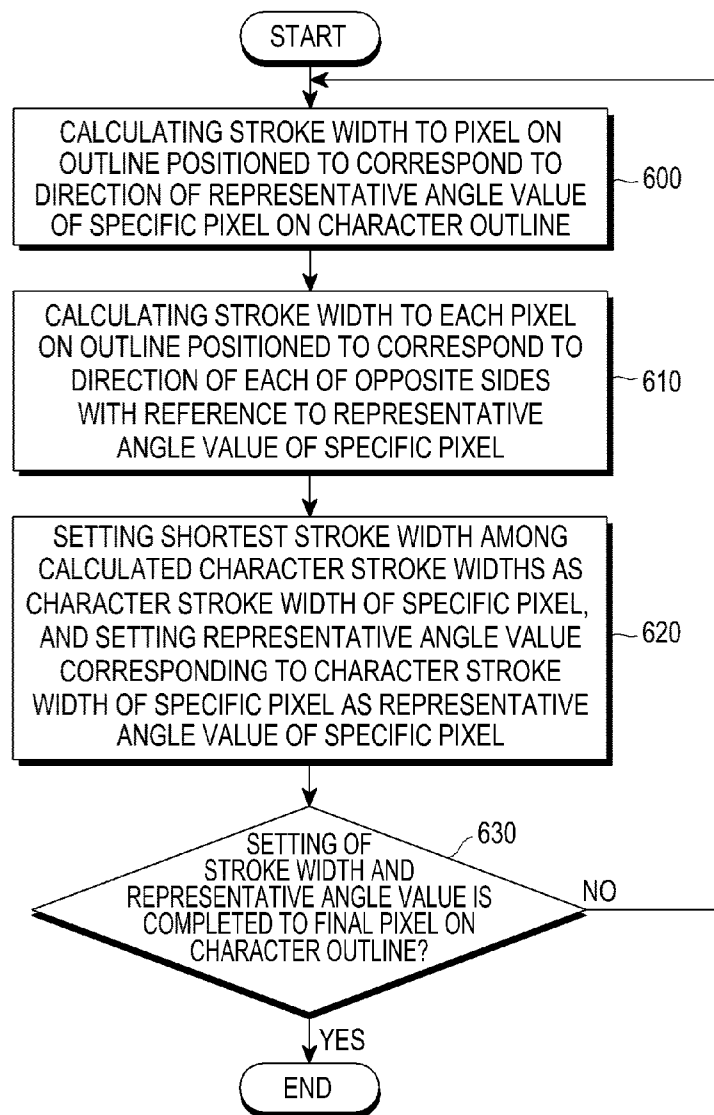 START
CALCULATING STROKE WIDTH TO PIXEL ON
OUTLINE POSITIONED TO CORRESPOND TO
DIRECTION OF REPRESENTATIVE ANGLE VALUE
OF SPECIFIC PIXEL ON CHARACTER OUTLINE
600
CALCULATING STROKE WIDTH TO EACH PIXEL
ON OUTLINE POSITIONED TO CORRESPOND TO
DIRECTION OF EACH OF OPPOSITE SIDES
WITH REFERENCE TO REPRESENTATIVE
ANGLE VALUE OF SPECIFIC PIXEL
610
SETTING SHORTEST STROKE WIDTH AMONG
CALCULATED CHARACTER STROKE WIDTHS AS
CHARACTER STROKE WIDTH OF SPECIFIC PIXEL,
AND SETTING REPRESENTATIVE ANGLE VALUE
CORRESPONDING TO CHARACTER STROKE
WIDTH OF SPECIFIC PIXEL AS REPRESENTATIVE
ANGLE VALUE OF SPECIFIC PIXEL
620
630
SETTING OF
STROKE WIDTH AND
REPRESENTATIVE ANGLE VALUE IS
COMPLETED TO FINAL PIXEL ON
CHARACTER OUTLINE?
NO
YES
END